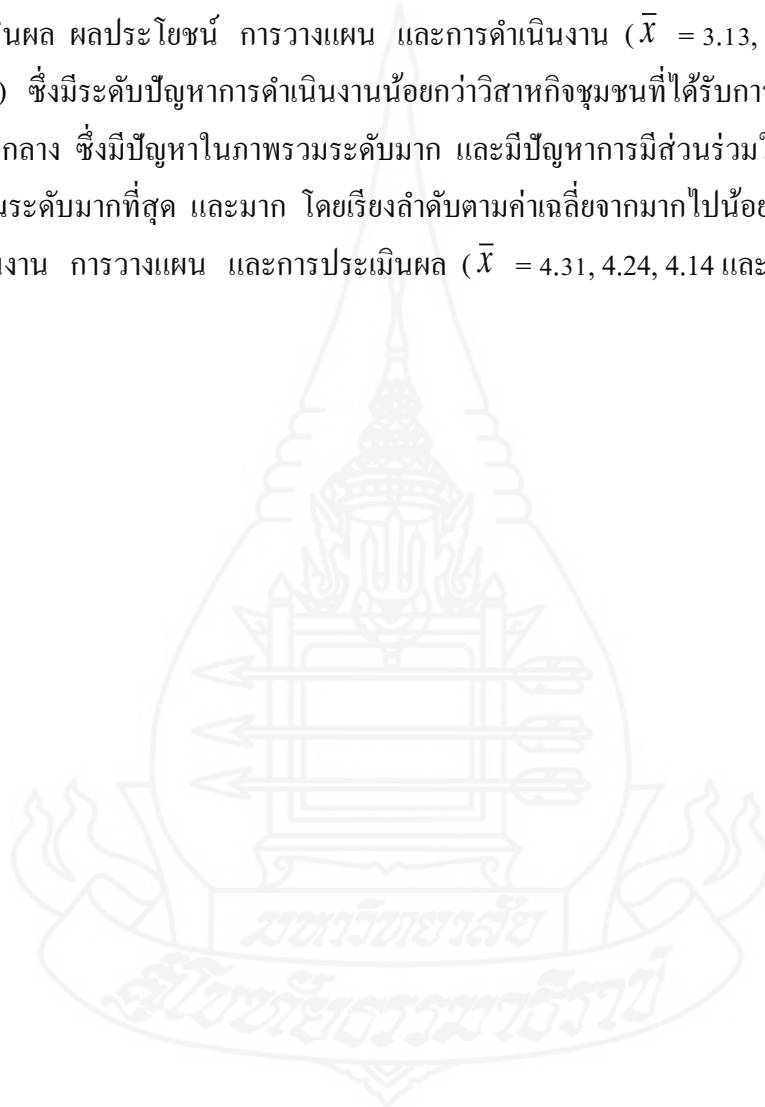 นผล ผลประโยชน์ การวางแผน และการดำเนินงาน ( x̄ = 3.13,
) ซึ่งมีระดับปัญหาการดำเนินงานน้อยกว่าวิสาหกิจชุมชนที่ได้รับการ
กลาง ซึ่งมีปัญหาในภาพรวมระดับมาก และมีปัญหาการมีส่วนร่วม
ระดับมากที่สุด และมาก โดยเรียงลำดับตามค่าเฉลี่ยจากมากไปน้อย
งาน การวางแผน และการประเมินผล ( x̄ = 4.31, 4.24, 4.14 และ
มหาวิทยาลัย
สุโขทัยธรรมาธิราช